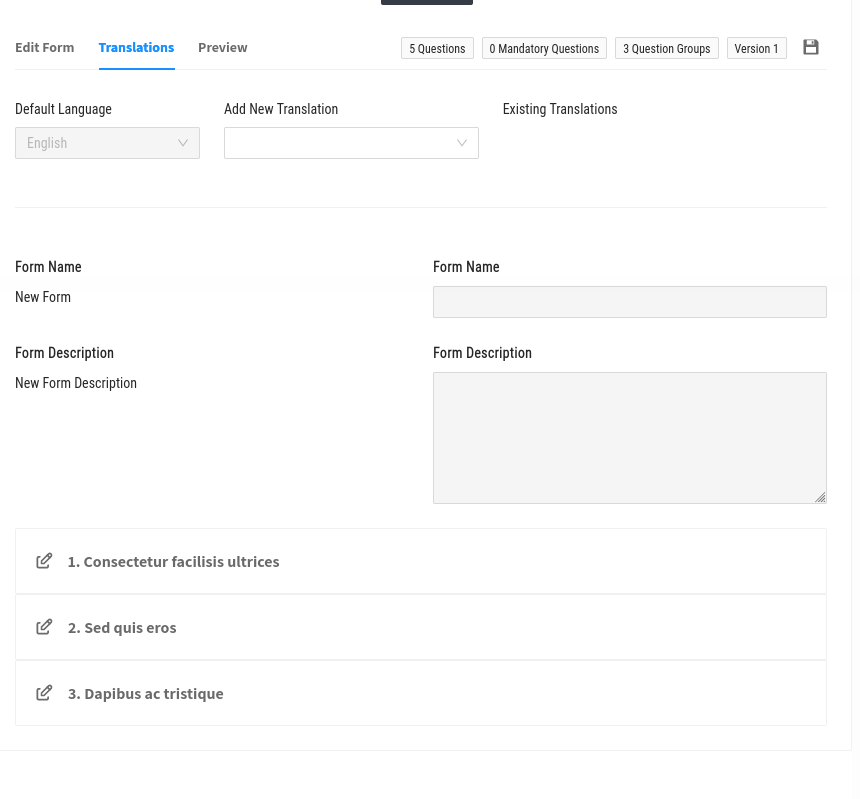 Edit Form Translations Preview 5 Questions 0 Mandatory Questions 3 Question Groups Version 1
Default Language Add New Translation Existing Translations
English
Form Name Form Name
New Form
Form Description Form Description
New Form Description
1. Consectetur facilisis ultrices
2. Sed quis eros
3. Dapibus ac tristique